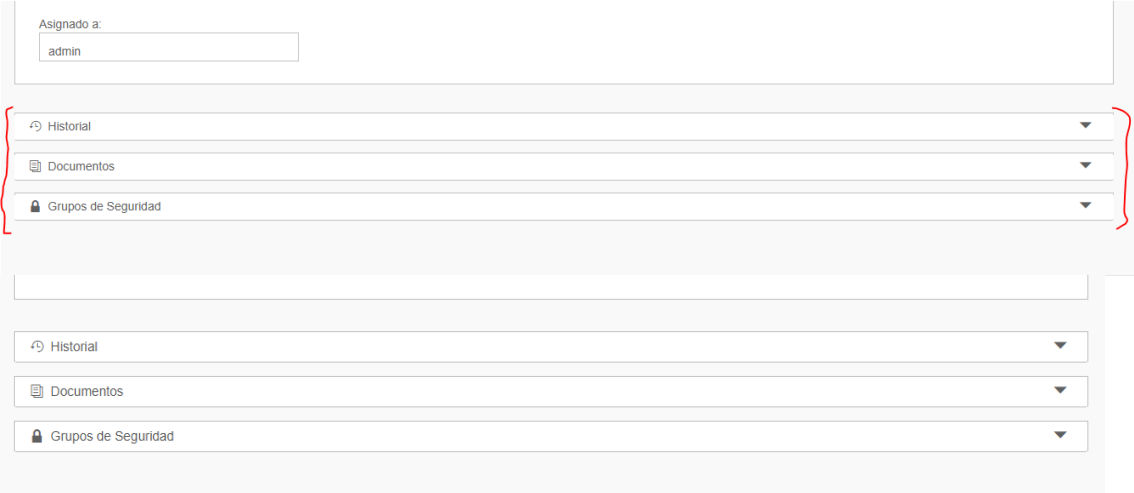 Asignado a:
admin
Historial
Documentos
Grupos de Seguridad
Historial
Documentos
Grupos de Seguridad